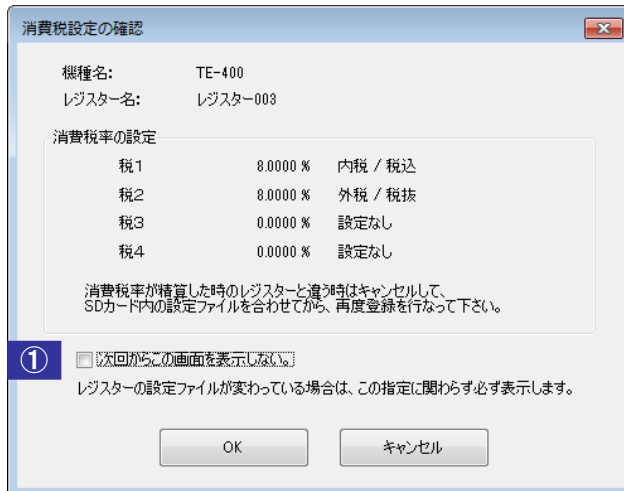 消費税設定の確認
機種名: TE-400
レジスター名: レジスター003
消費税率の設定
税1 8.0000 % 内税 / 税込
税2 8.0000 % 外税 / 税抜
税3 0.0000 % 設定なし
税4 0.0000 % 設定なし
消費税率が精算した時のレジスターと違う時はキャンセルして、
SDカード内の設定ファイルを合わせてから、再度登録を行なって下さい。
① 次回からこの画面を表示しない。
レジスターの設定ファイルが変わっている場合は、この指定に関わらず必ず表示します。
OK キャンセル